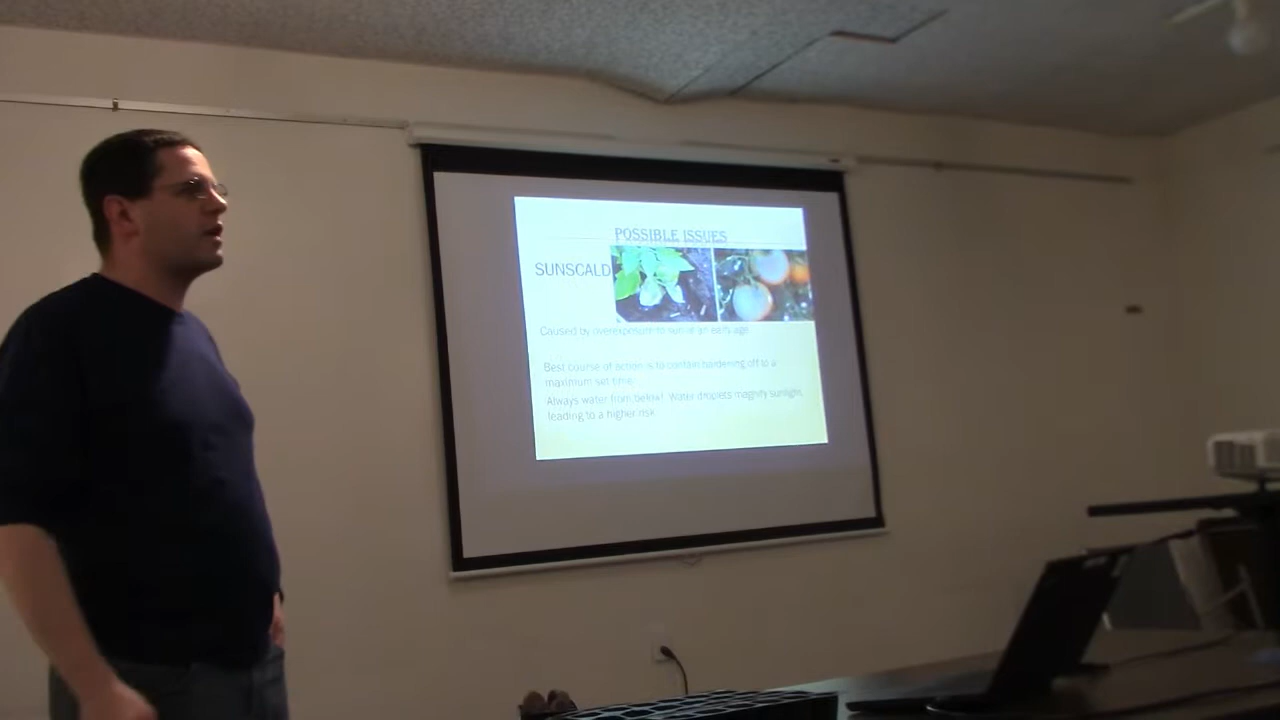 POSSIBLE ISSUES
SUNSCALD
Caused by overexposure to sun at an early age.
Best course of action is to contain hardening off to a
maximum set time.
Always water from below! Water droplets magnify sunlight,
leading to a higher risk.